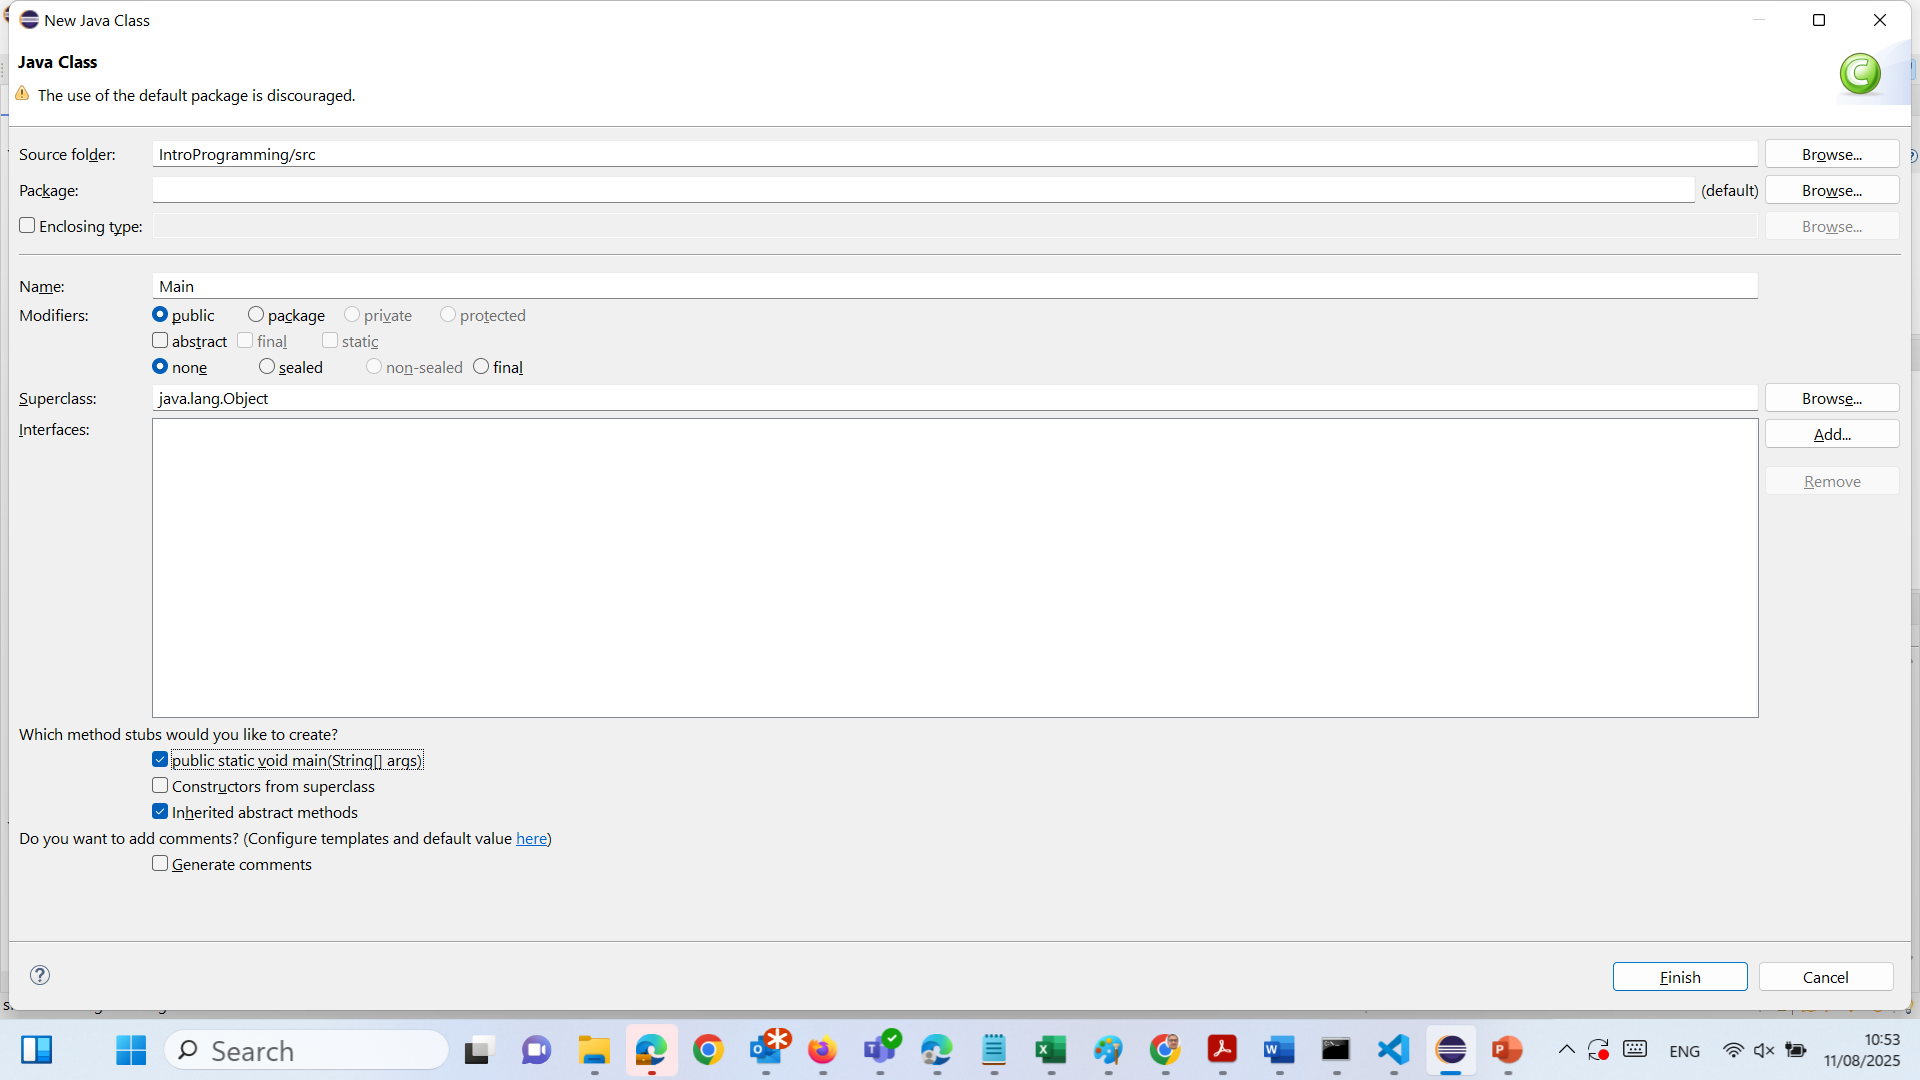 New Java Class
Java Class
The use of the default package is discouraged.
Source folder: IntroProgramming/src Browse...
Package: (default) Browse...
Enclosing type: Browse...
Name: Main
Modifiers: public package private protected
abstract final static
none sealed non-sealed final
Superclass: java.lang.Object Browse...
Interfaces: Add...
Remove
Which method stubs would you like to create?
public static void main(String[] args)
Constructors from superclass
Inherited abstract methods
Do you want to add comments? (Configure templates and default value here)
Generate comments
Finish Cancel
Search
ENG
10:53
11/08/2025